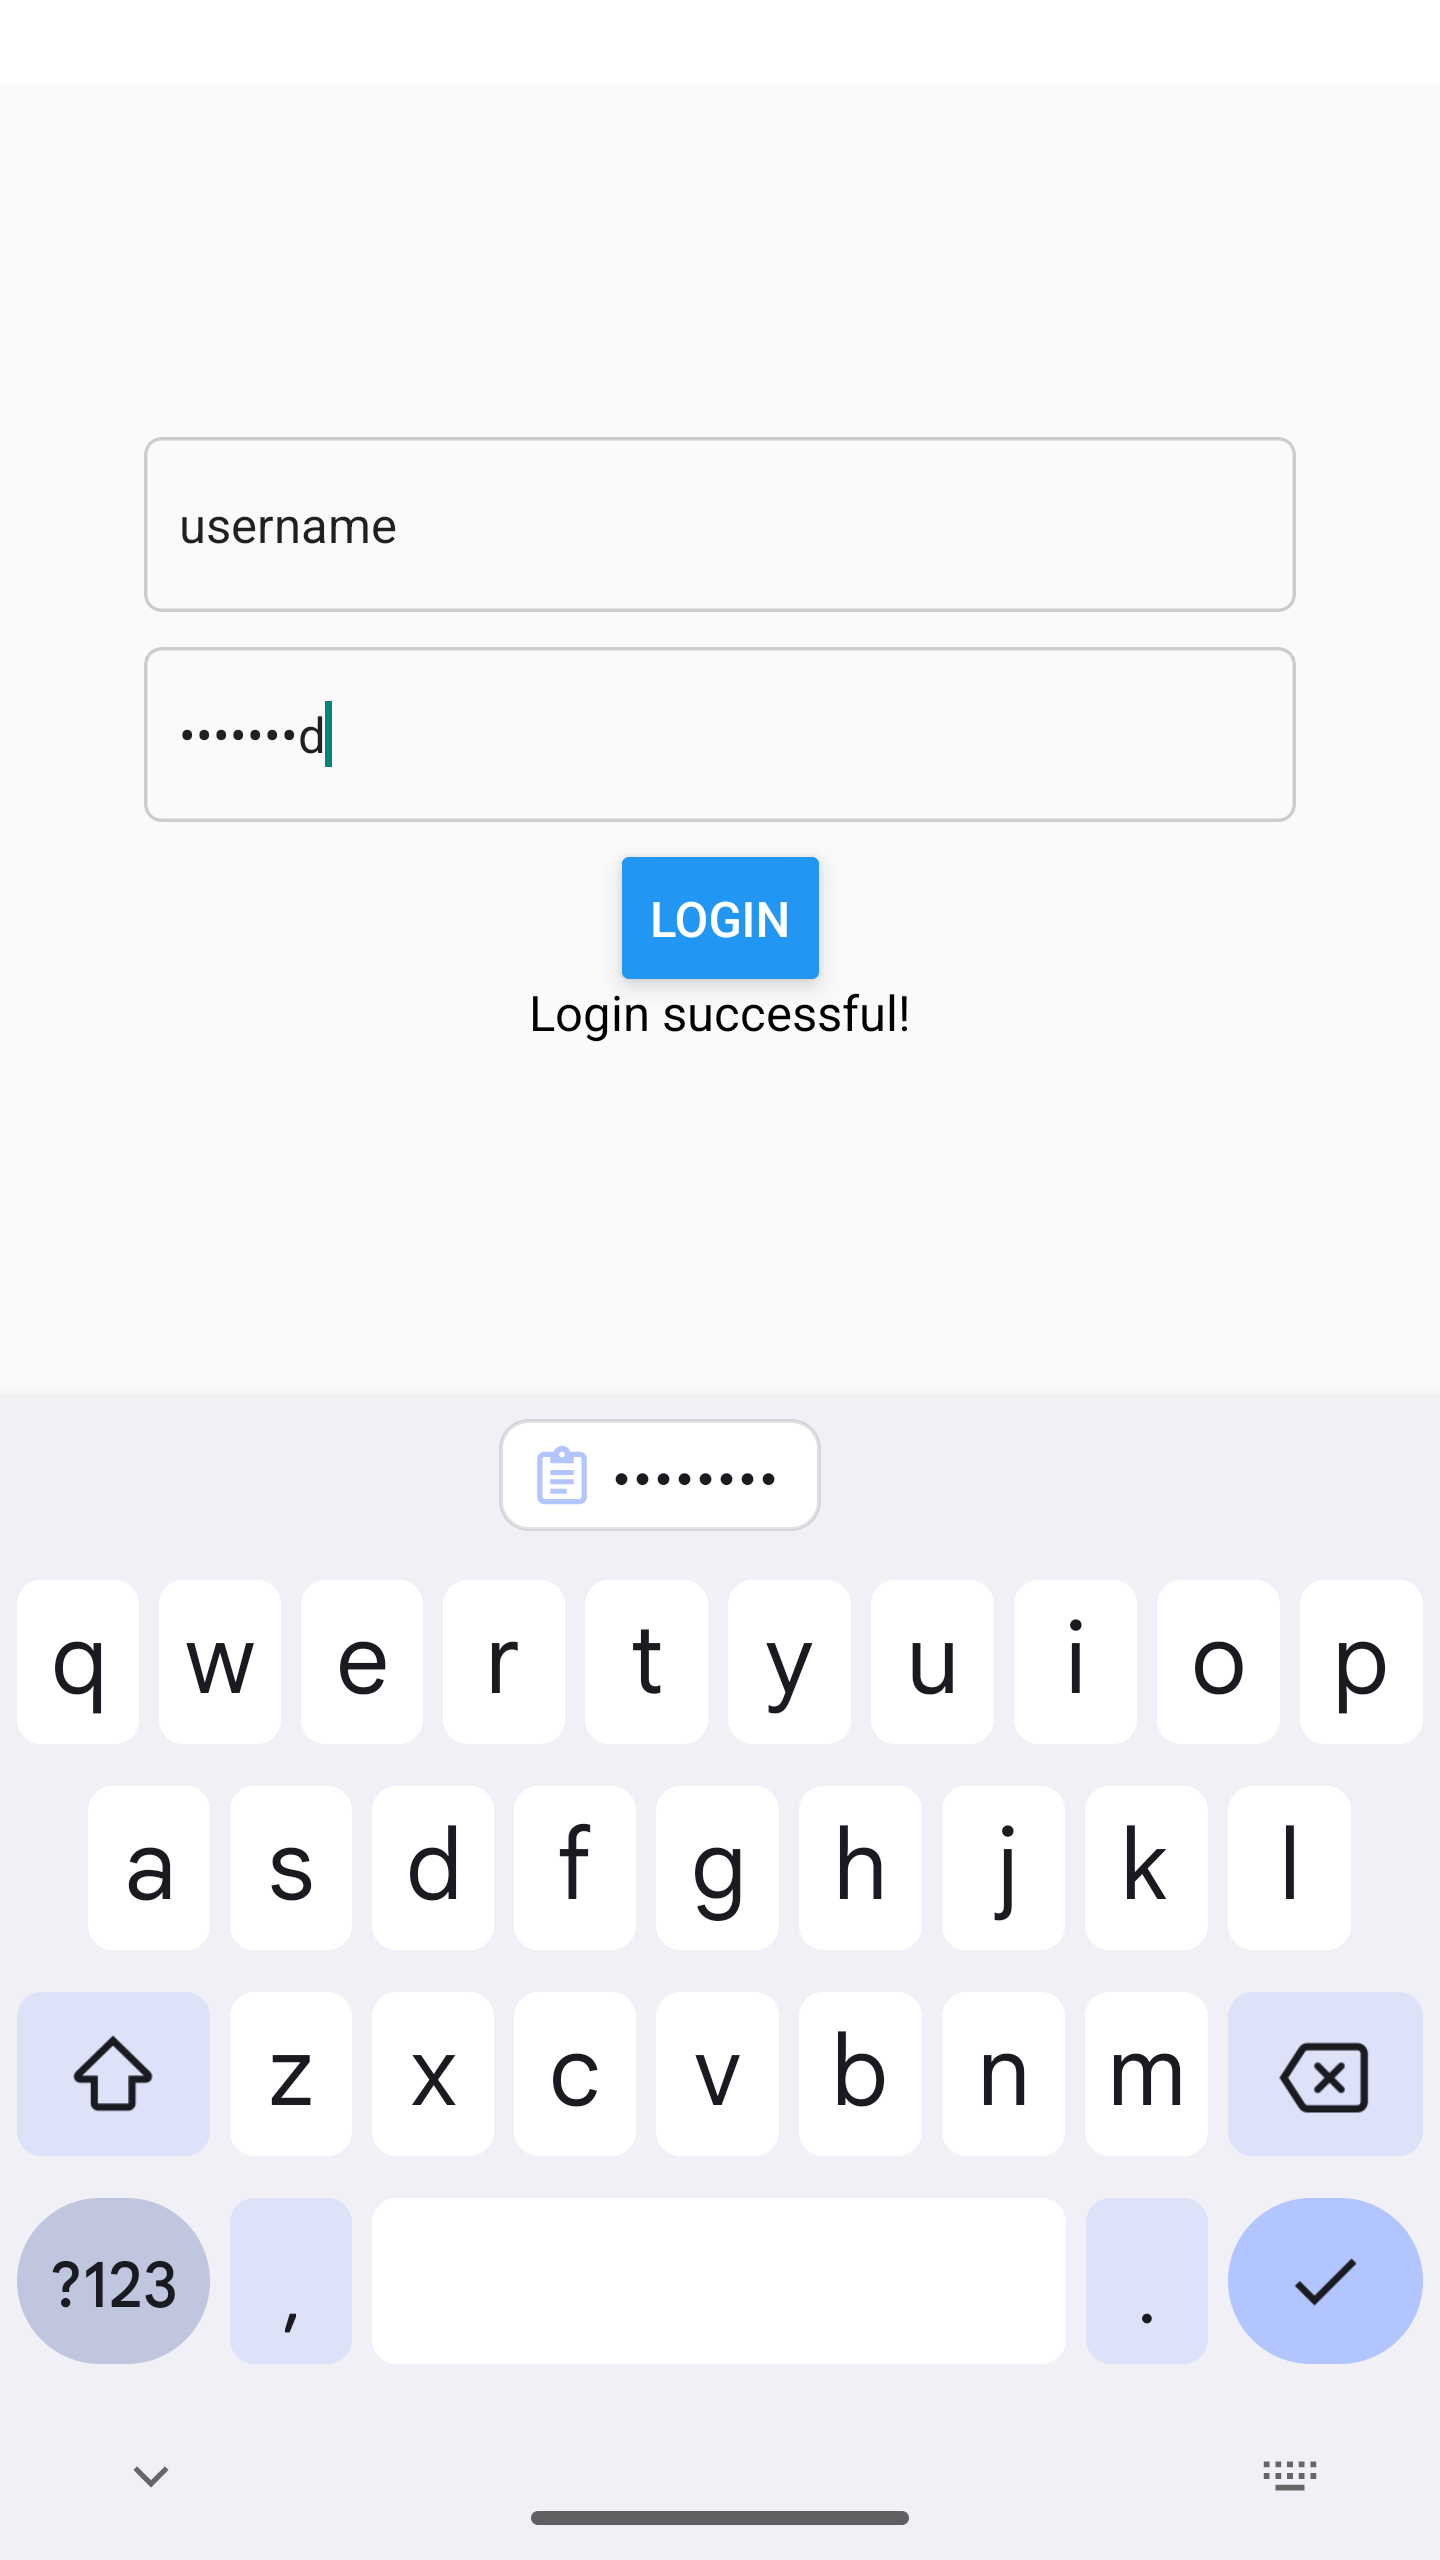 username
•••••••d
LOGIN
Login successful!
••••••••
q w e r t y u i o p
a s d f g h j k l
z x c v b n m
?123 , .